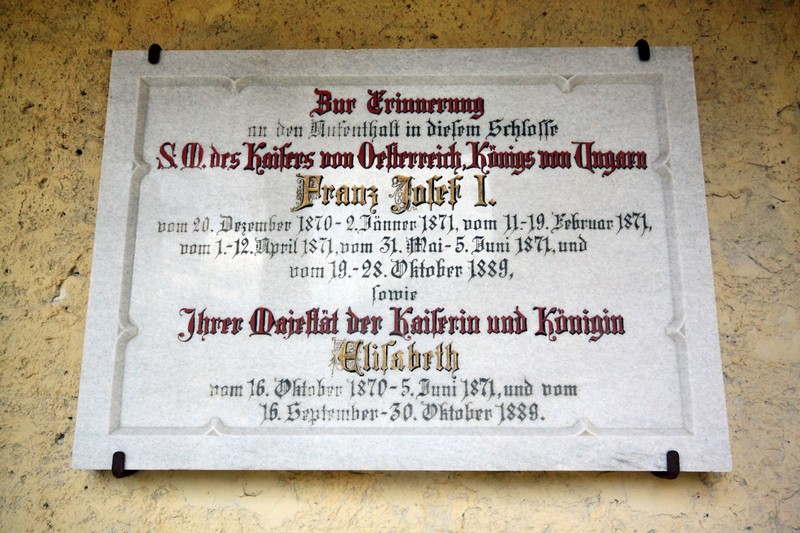 Zur Erinnerung
an den Aufenthalt in diesem Schlosse
S. M. des Kaisers von Oesterreich, Königs von Ungarn
Franz Josef I.
vom 20. Dezember 1870 - 2. Jänner 1871, vom 11.-19. Februar 1871,
vom 1.-12. April 1871, vom 31. Mai - 5. Juni 1871, und
vom 19.-28. Oktober 1889,
sowie
Ihrer Majestät der Kaiserin und Königin
Elisabeth
vom 16. Oktober 1870 - 5. Juni 1871, und vom
16. September - 30. Oktober 1889.